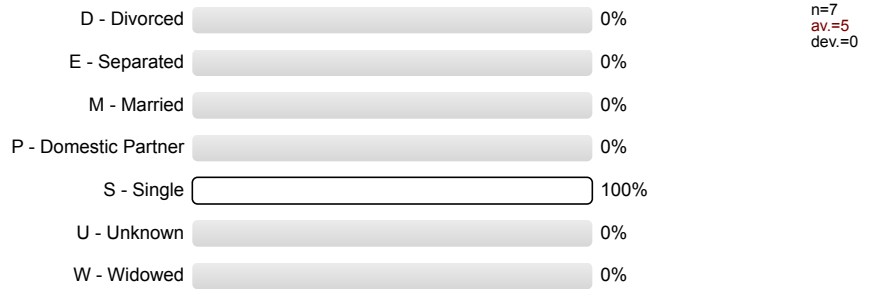 D - Divorced 0%
E - Separated 0%
M - Married 0%
P - Domestic Partner 0%
S - Single 100%
U - Unknown 0%
W - Widowed 0%
n=7
av.=5
dev.=0